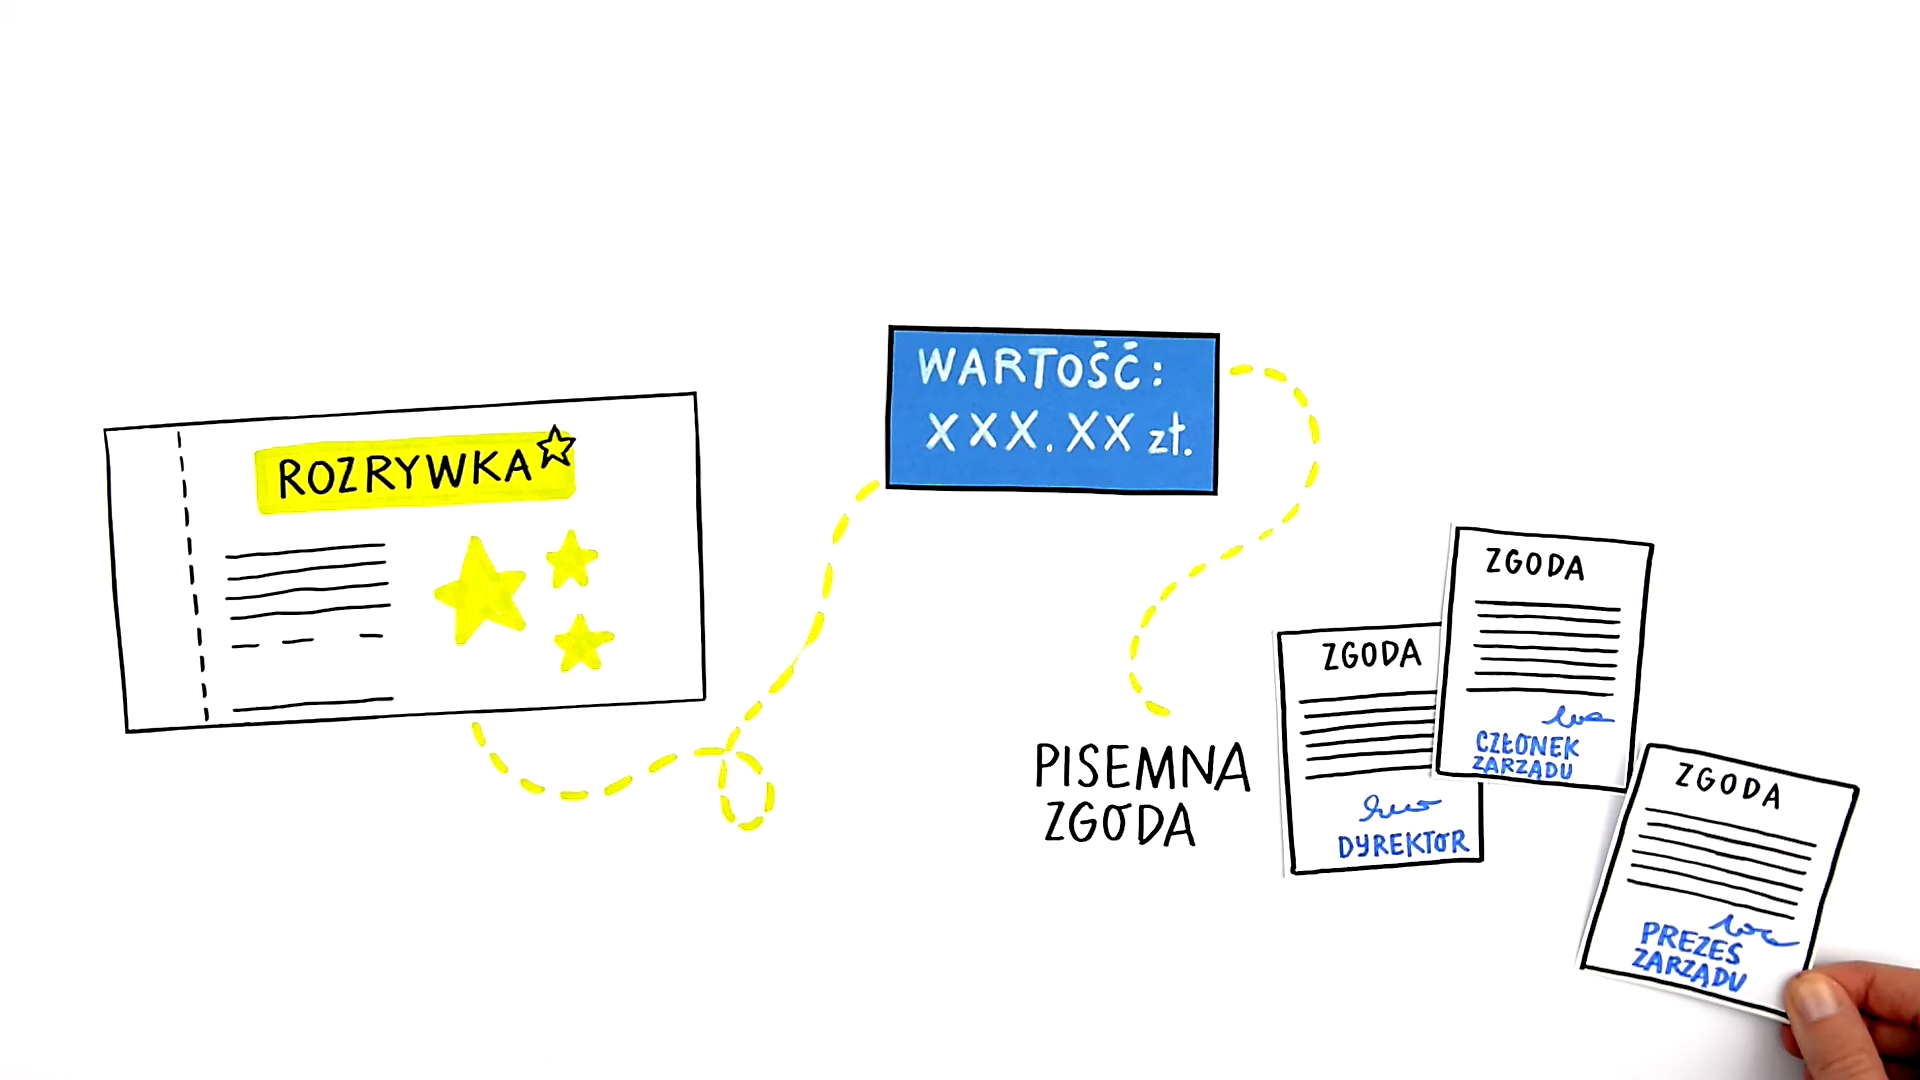 ROZRYWKA
WARTOŚĆ:
XXX.XX zł.
PISEMNA
ZGODA
ZGODA
DYREKTOR
ZGODA
CZŁONEK
ZARZĄDU
ZGODA
PREZES
ZARZĄDU